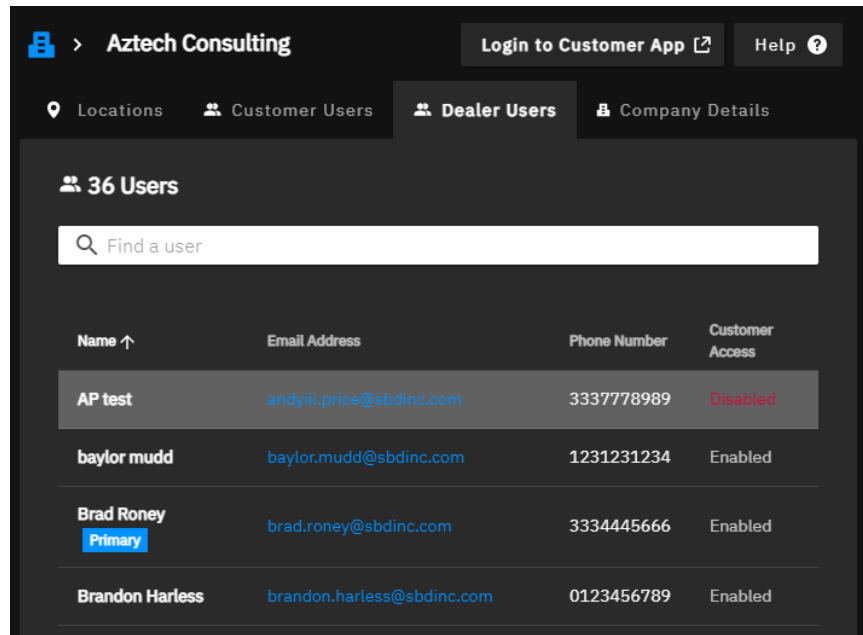 Aztech Consulting
Login to Customer App
Help
Locations
Customer Users
Dealer Users
Company Details
36 Users
Find a user
Name Email Address Phone Number Customer Access
AP test andyiii.price@sbdinc.com 3337778989 Disabled
baylor mudd baylor.mudd@sbdinc.com 1231231234 Enabled
Brad Roney brad.roney@sbdinc.com 3334445666 Enabled
Primary
Brandon Harless brandon.harless@sbdinc.com 0123456789 Enabled